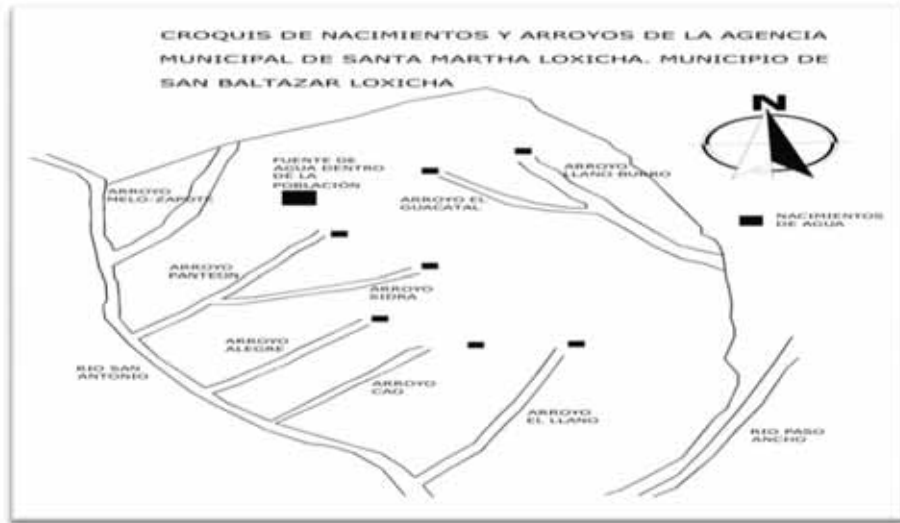 CROQUIS DE NACIMIENTOS Y ARROYOS DE LA AGENCIA
MUNICIPAL DE SANTA MARTHA LOXICHA. MUNICIPIO DE
SAN BALTAZAR LOXICHA
N
FUENTE DE
AGUA DENTRO
DE LA
POBLACIÓN
ARROYO
LLANO BURRO
ARROYO
MELO-ZAPOTE
ARROYO EL
GUACATAL
NACIMIENTOS
DE AGUA
ARROYO
PANTEON
ARROYO
SIDRA
ARROYO
ALEGRE
RIO SAN
ANTONIO
ARROYO
CAO
ARROYO
EL LLANO
RIO PASO
ANCHO